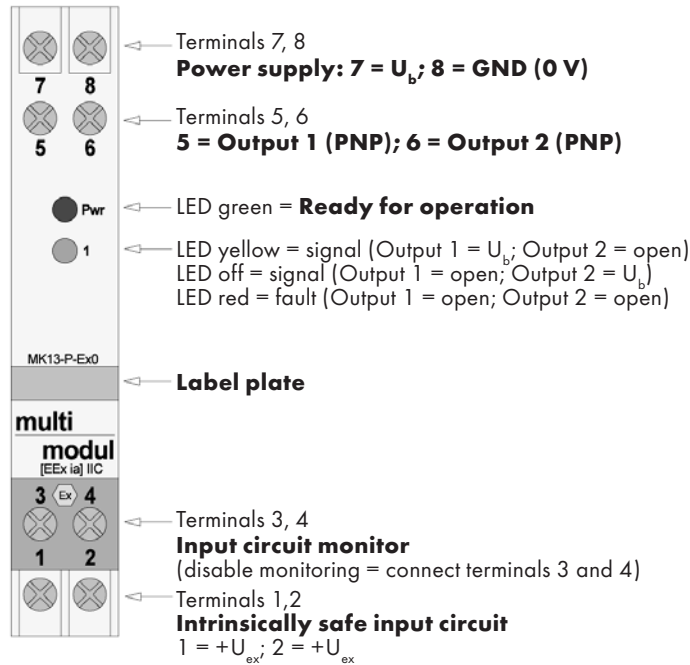 Terminals 7, 8
Power supply: 7 = U_b; 8 = GND (0 V)
7 8
Terminals 5, 6
5 = Output 1 (PNP); 6 = Output 2 (PNP)
5 6
Pwr
LED green = Ready for operation
1
LED yellow = signal (Output 1 = U_b; Output 2 = open)
LED off = signal (Output 1 = open; Output 2 = U_b)
LED red = fault (Output 1 = open; Output 2 = open)
MK13-P-Ex0
Label plate
multi
modul
[EEx ia] IIC
3 Ex 4
Terminals 3, 4
Input circuit monitor
(disable monitoring = connect terminals 3 and 4)
1 2
Terminals 1,2
Intrinsically safe input circuit
1 = +U_ex; 2 = +U_ex